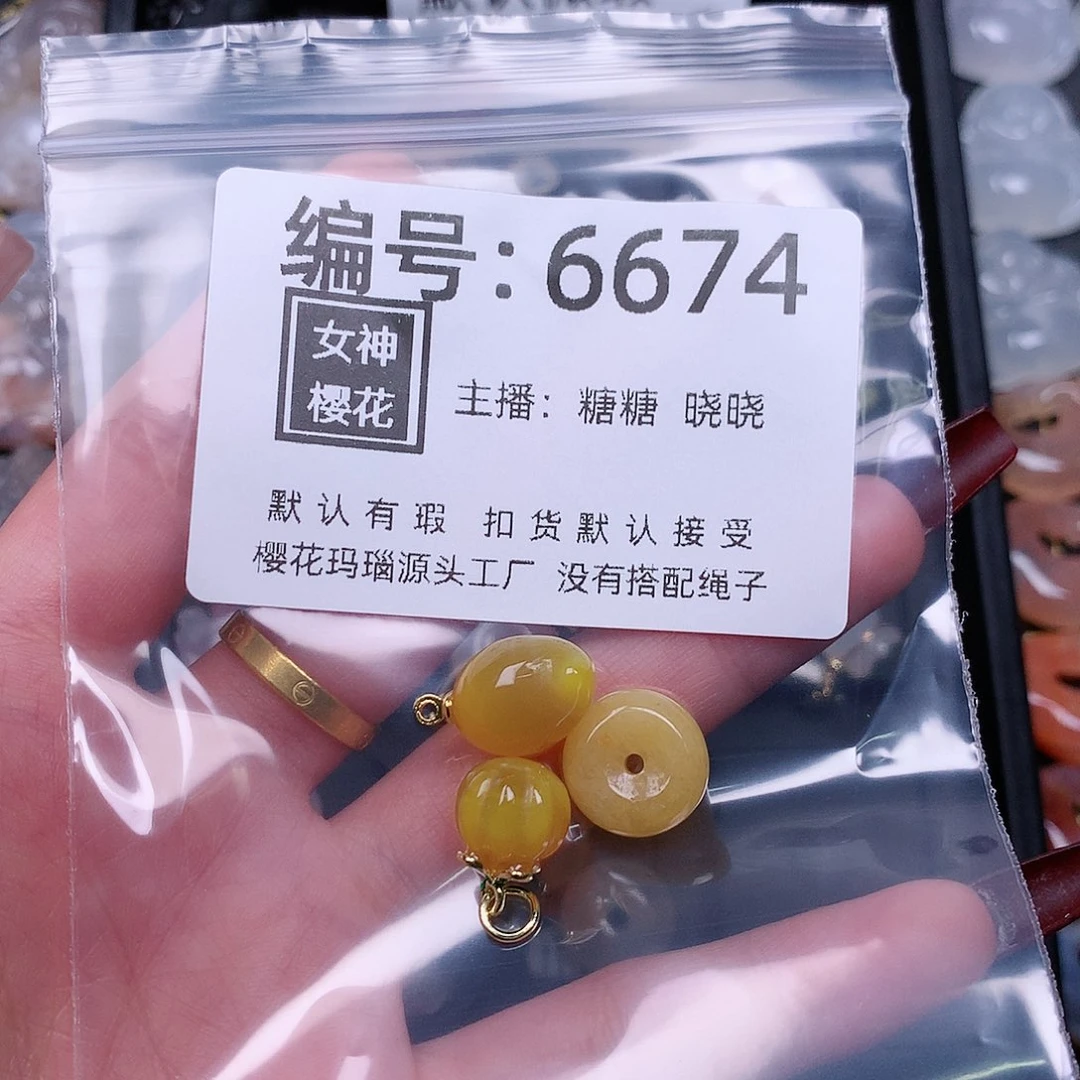 编号:6674
女神
樱花
主播: 糖糖 晓晓
默认有瑕 扣货默认接受
樱花玛瑙源头工厂 没有搭配绳子